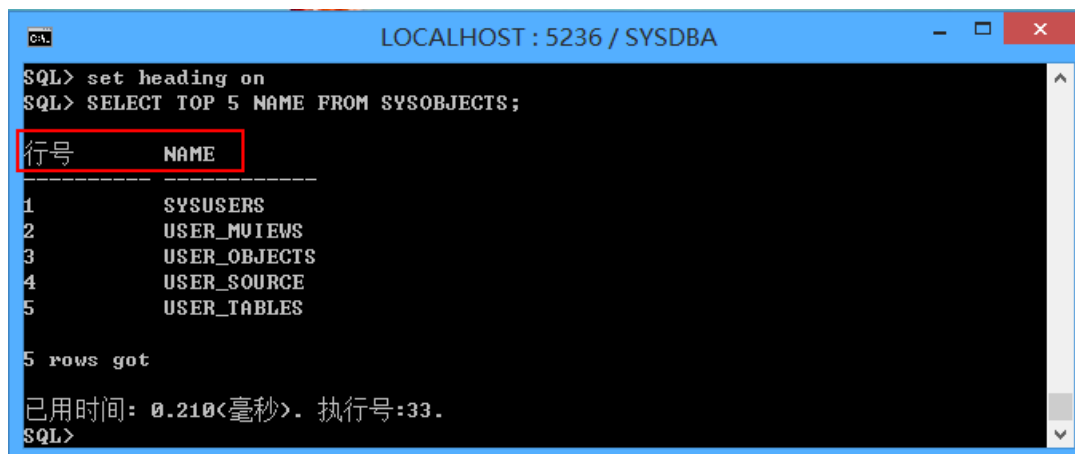 LOCALHOST : 5236 / SYSDBA
SQL> set heading on
SQL> SELECT TOP 5 NAME FROM SYSOBJECTS;
行号 NAME
---------- ------------
1 SYSUSERS
2 USER_MVIEWS
3 USER_OBJECTS
4 USER_SOURCE
5 USER_TABLES
5 rows got
已用时间: 0.210(毫秒). 执行号:33.
SQL>